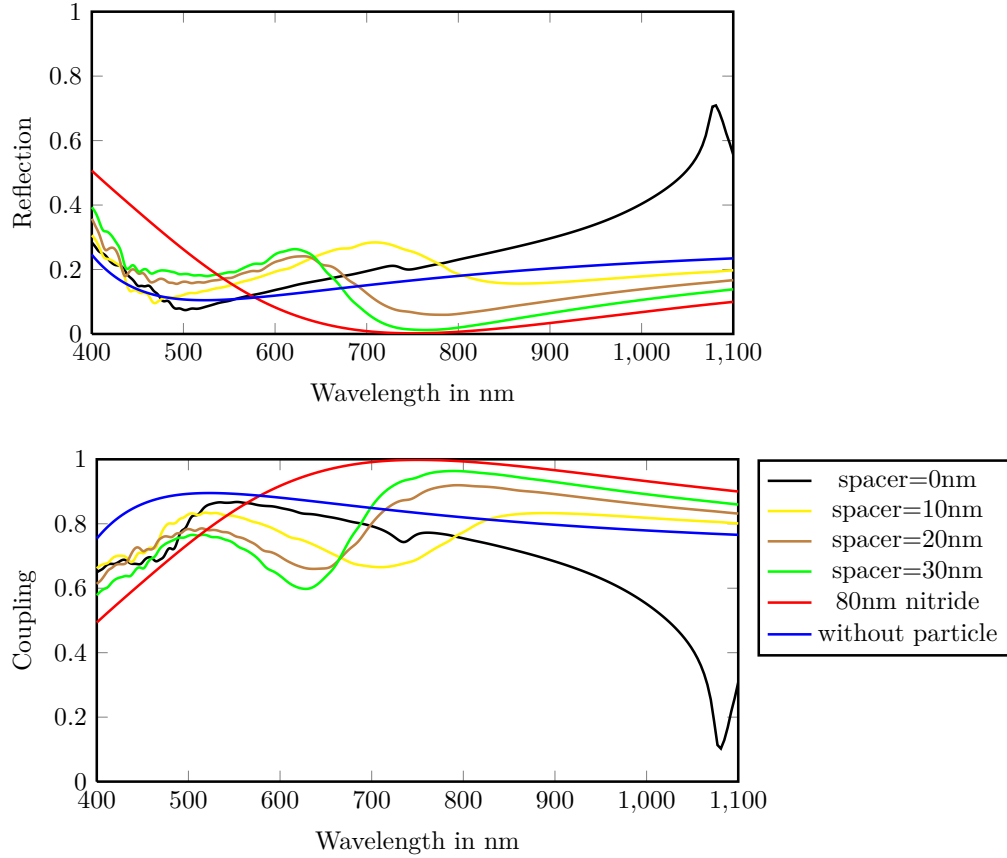 1
0.8
0.6
0.4
0.2
0
Reflection
400 500 600 700 800 900 1,000 1,100
Wavelength in nm
1
0.8
0.6
0.4
0.2
0
Coupling
400 500 600 700 800 900 1,000 1,100
Wavelength in nm
spacer=0nm
spacer=10nm
spacer=20nm
spacer=30nm
80nm nitride
without particle